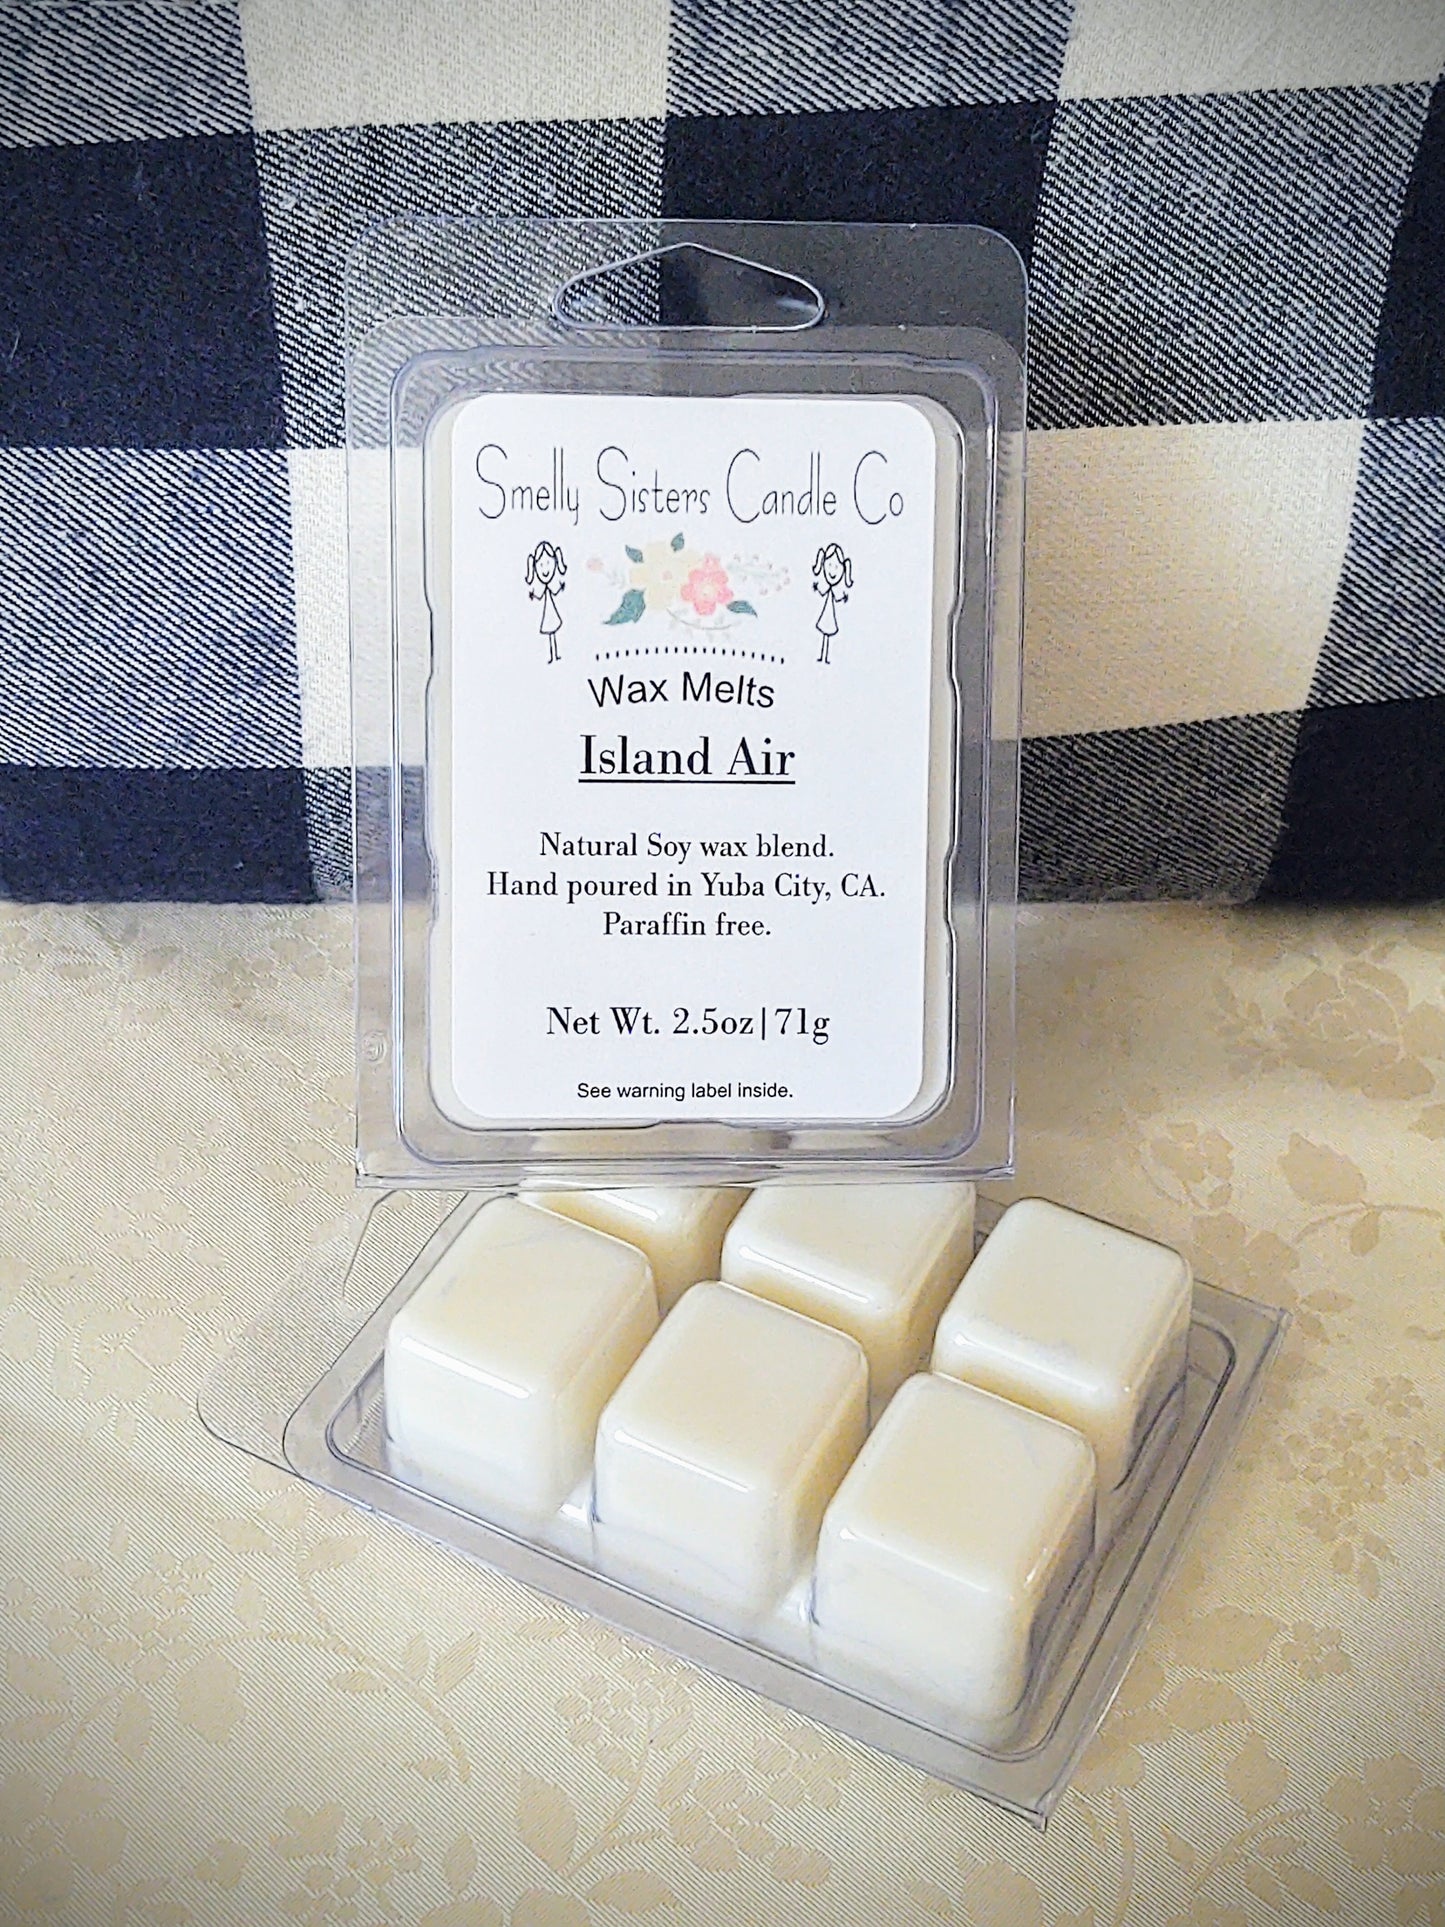 Smelly Sisters Candle Co
Wax Melts
Island Air
Natural Soy wax blend.
Hand poured in Yuba City, CA.
Paraffin free.
Net Wt. 2.5oz|71g
See warning label inside.